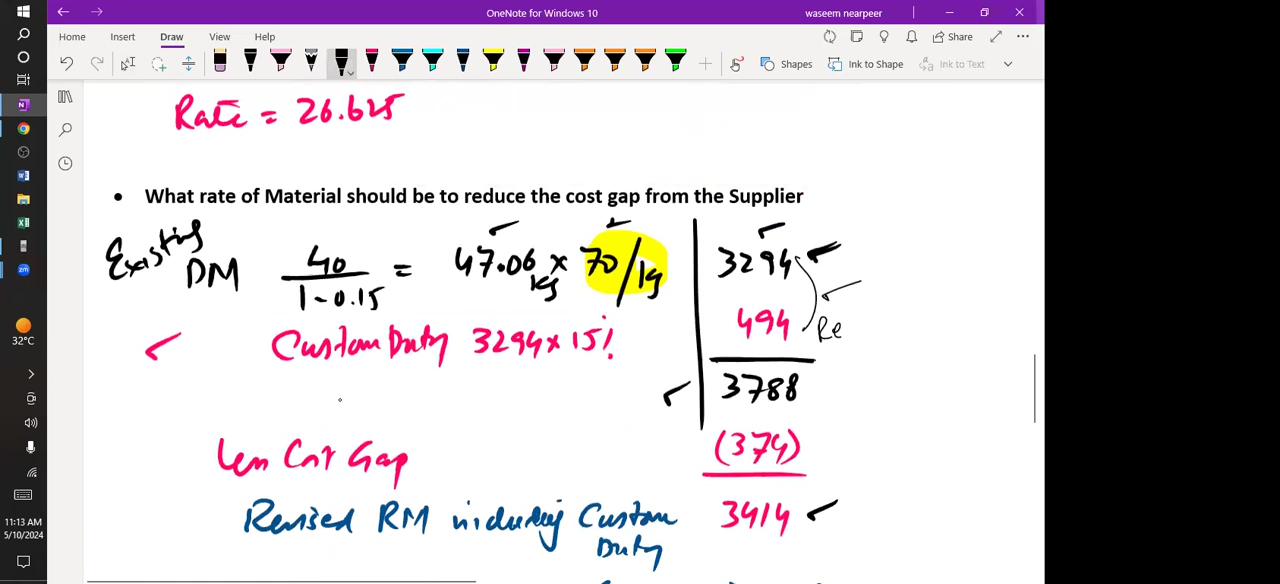 OneNote for Windows 10
waseem nearpeer
Home Insert Draw View Help
Share
Shapes Ink to Shape Ink to Text
Rate = 26.625
• What rate of Material should be to reduce the cost gap from the Supplier
Existing DM 40 / 1-0.15 = 47.06 kg × 70/kg 3294
Custom Duty 3294 × 15% 494 Re
3788
Less Cost Gap (374)
Revised RM including Custom Duty 3414
32°C
11:13 AM
5/10/2024